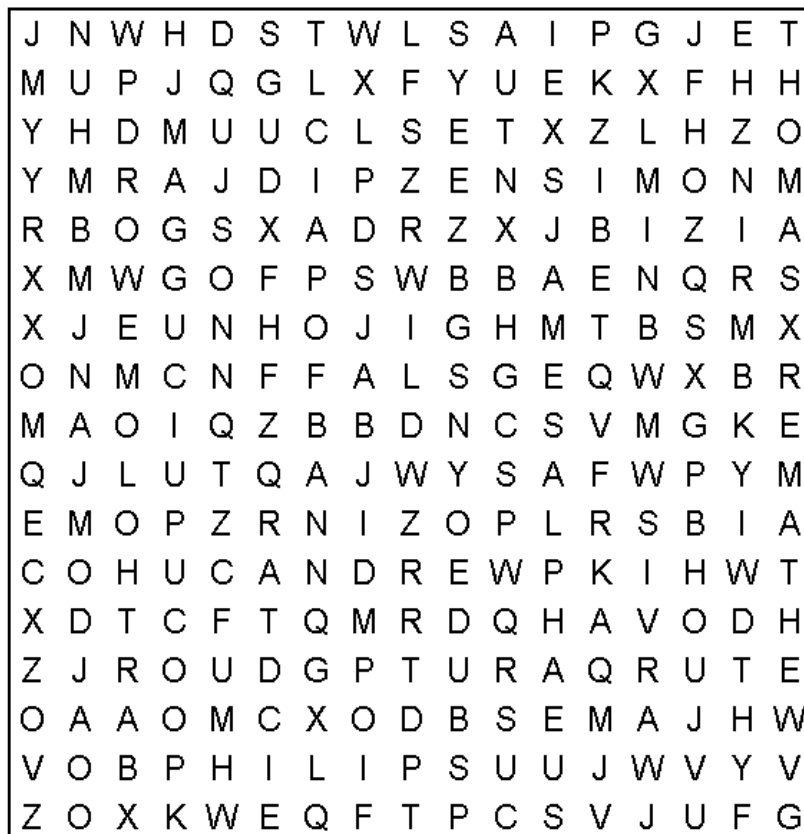 J N W H D S T W L S A I P G J E T
M U P J Q G L X F Y U E K X F H H
Y H D M U U C L S E T X Z L H Z O
Y M R A J D I P Z E N S I M O N M
R B O G S X A D R Z X J B I Z I A
X M W G O F P S W B B A E N Q R S
X J E U N H O J I G H M T B S M X
O N M C N F F A L S G E Q W X B R
M A O I Q Z B B D N C S V M G K E
Q J L U T Q A J W Y S A F W P Y M
E M O P Z R N I Z O P L R S B I A
C O H U C A N D R E W P K I H W T
X D T C F T Q M R D Q H A V O D H
Z J R O U D G P T U R A Q R U T E
O A A O M C X O D B S E M A J H W
V O B P H I L I P S U U J W V Y V
Z O X K W E Q F T P C S V J U F G